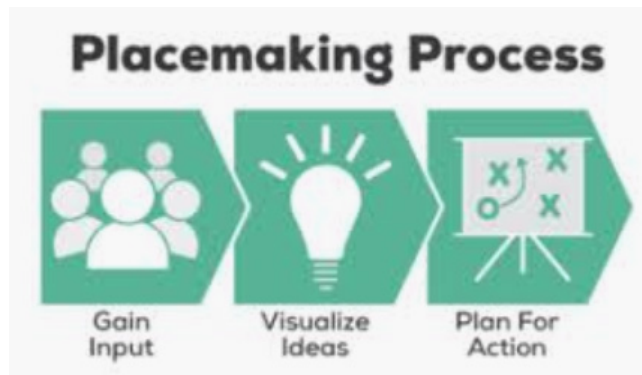 Placemaking Process
Gain
Input
Visualize
Ideas
Plan For
Action
X
X
O
X